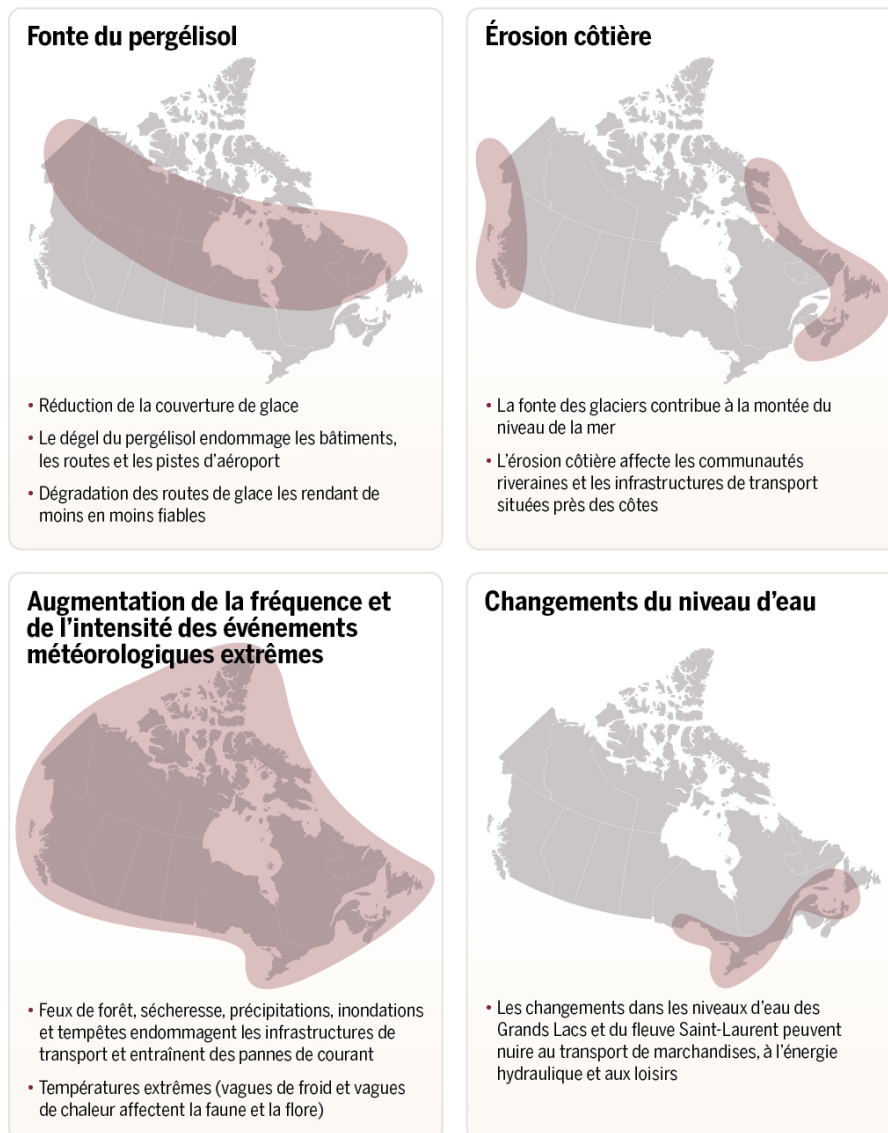 Fonte du pergélisol
• Réduction de la couverture de glace
• Le dégel du pergélisol endommage les bâtiments,
les routes et les pistes d’aéroport
• Dégradation des routes de glace les rendant de
moins en moins fiables
Érosion côtière
• La fonte des glaciers contribue à la montée du
niveau de la mer
• L’érosion côtière affecte les communautés
riveraines et les infrastructures de transport
situées près des côtes
Augmentation de la fréquence et
de l’intensité des événements
météorologiques extrêmes
• Feux de forêt, sécheresse, précipitations, inondations
et tempêtes endommagent les infrastructures de
transport et entraînent des pannes de courant
• Températures extrêmes (vagues de froid et vagues
de chaleur affectent la faune et la flore)
Changements du niveau d’eau
• Les changements dans les niveaux d’eau des
Grands Lacs et du fleuve Saint-Laurent peuvent
nuire au transport de marchandises, à l’énergie
hydraulique et aux loisirs